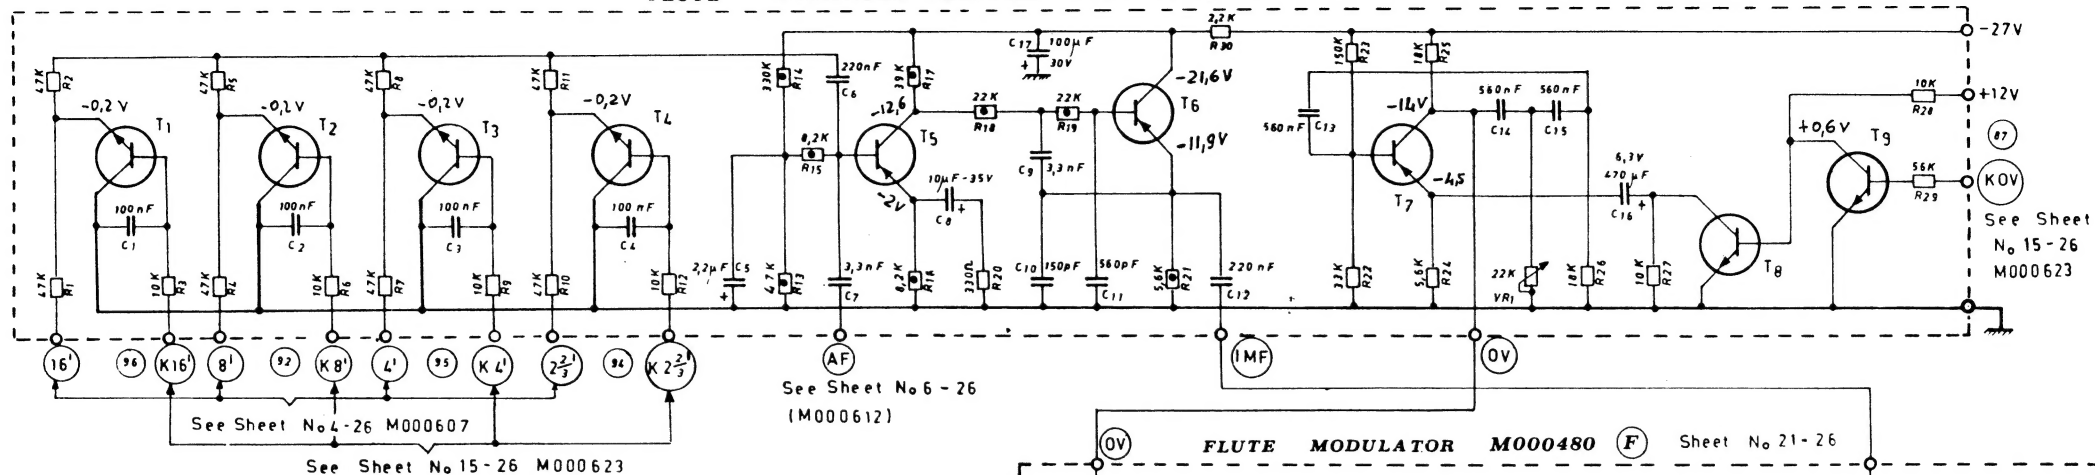 2,2K
R30
-27V
47K
R2
47K
R5
47K
R8
47K
R11
220nF
C6
330K
R14
39K
R17
C17
100µF
30V
+
150K
R23
18K
R25
-0,2V
-0,2V
-0,2V
-0,2V
T1
T2
T3
T4
-12,6
T5
22K
R18
22K
R19
-21,6V
T6
-11,9V
560nF
C13
-14V
560nF
C14
560nF
C15
10K
R28
+12V
87
+0,6V
T9
56K
R29
KOV
8,2K
R15
C9
3,3nF
-4,5
T7
6,3V
470µF
C16
+
100nF
C1
100nF
C2
100nF
C3
100nF
C4
-2V
10µF-35V
C8
+
See Sheet
No 15-26
M000623
47K
R1
10K
R3
47K
R4
10K
R6
47K
R7
10K
R9
47K
R10
10K
R12
2,2µF
C5
+
4,7K
R13
3,3nF
C7
8,2K
R16
330Ω
R20
C10
150pF
560pF
C11
5,6K
R21
220nF
C12
33K
R22
5,6K
R24
22K
VR1
18K
R26
10K
R27
T8
16'
96
K16'
8'
92
K8'
4'
95
K4'
2 2/3'
94
K 2 2/3'
AF
1MF
0V
See Sheet No 6-26
(M000612)
See Sheet No 4-26 M000607
See Sheet No 15-26 M000623
0V
FLUTE MODULATOR M000480 F Sheet No 21-26